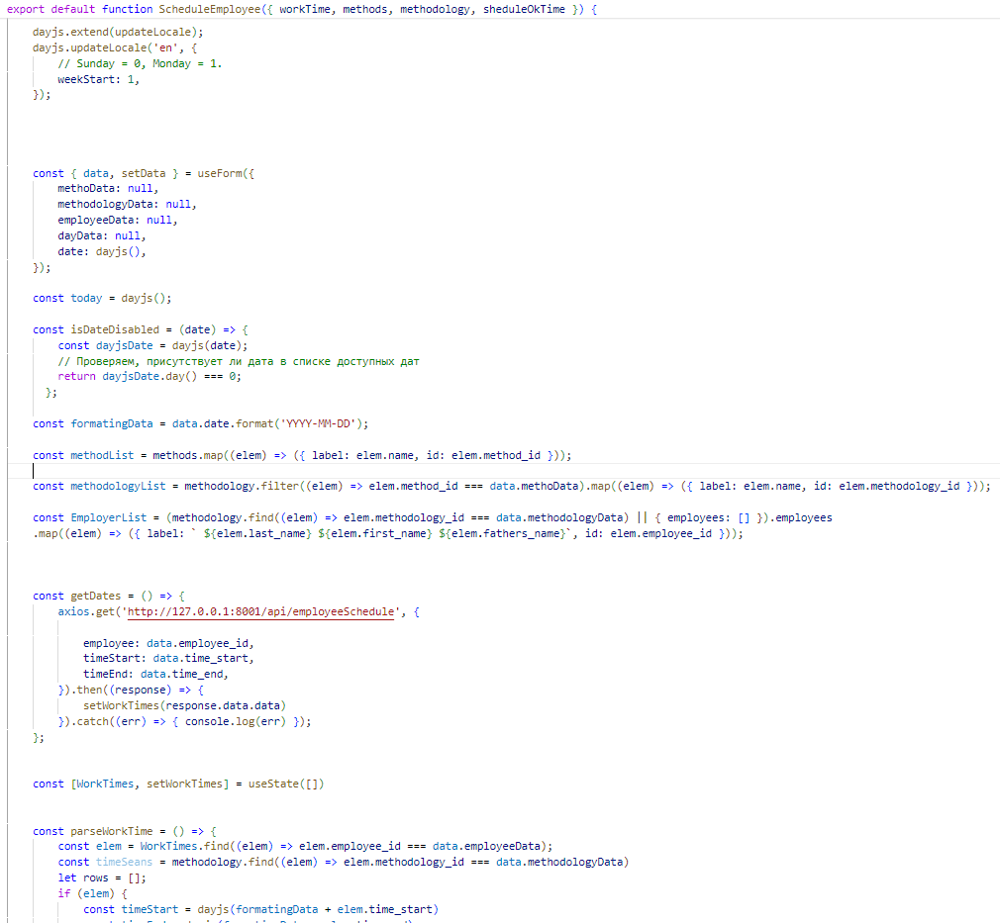 export default function ScheduleEmployee({ workTime, methods, methodology, sheduleOkTime }) {
dayjs.extend(updateLocale);
dayjs.updateLocale('en', {
// Sunday = 0, Monday = 1.
weekStart: 1,
});
const { data, setData } = useForm({
methoData: null,
methodologyData: null,
employeeData: null,
dayData: null,
date: dayjs(),
});
const today = dayjs();
const isDateDisabled = (date) => {
const dayjsDate = dayjs(date);
// Проверяем, присутствует ли дата в списке доступных дат
return dayjsDate.day() === 0;
};
const formatingData = data.date.format('YYYY-MM-DD');
const methodList = methods.map((elem) => ({ label: elem.name, id: elem.method_id }));
const methodologyList = methodology.filter((elem) => elem.method_id === data.methoData).map((elem) => ({ label: elem.name, id: elem.methodology_id }));
const EmployerList = (methodology.find((elem) => elem.methodology_id === data.methodologyData) || { employees: [] }).employees
.map((elem) => ({ label: ` ${elem.last_name} ${elem.first_name} ${elem.fathers_name}`, id: elem.employee_id }));
const getDates = () => {
axios.get('http://127.0.0.1:8001/api/employeeSchedule', {
employee: data.employee_id,
timeStart: data.time_start,
timeEnd: data.time_end,
}).then((response) => {
setWorkTimes(response.data.data)
}).catch((err) => { console.log(err) });
};
const [WorkTimes, setWorkTimes] = useState([])
const parseWorkTime = () => {
const elem = WorkTimes.find((elem) => elem.employee_id === data.employeeData);
const timeSeans = methodology.find((elem) => elem.methodology_id === data.methodologyData)
let rows = [];
if (elem) {
const timeStart = dayjs(formatingData + elem.time_start)